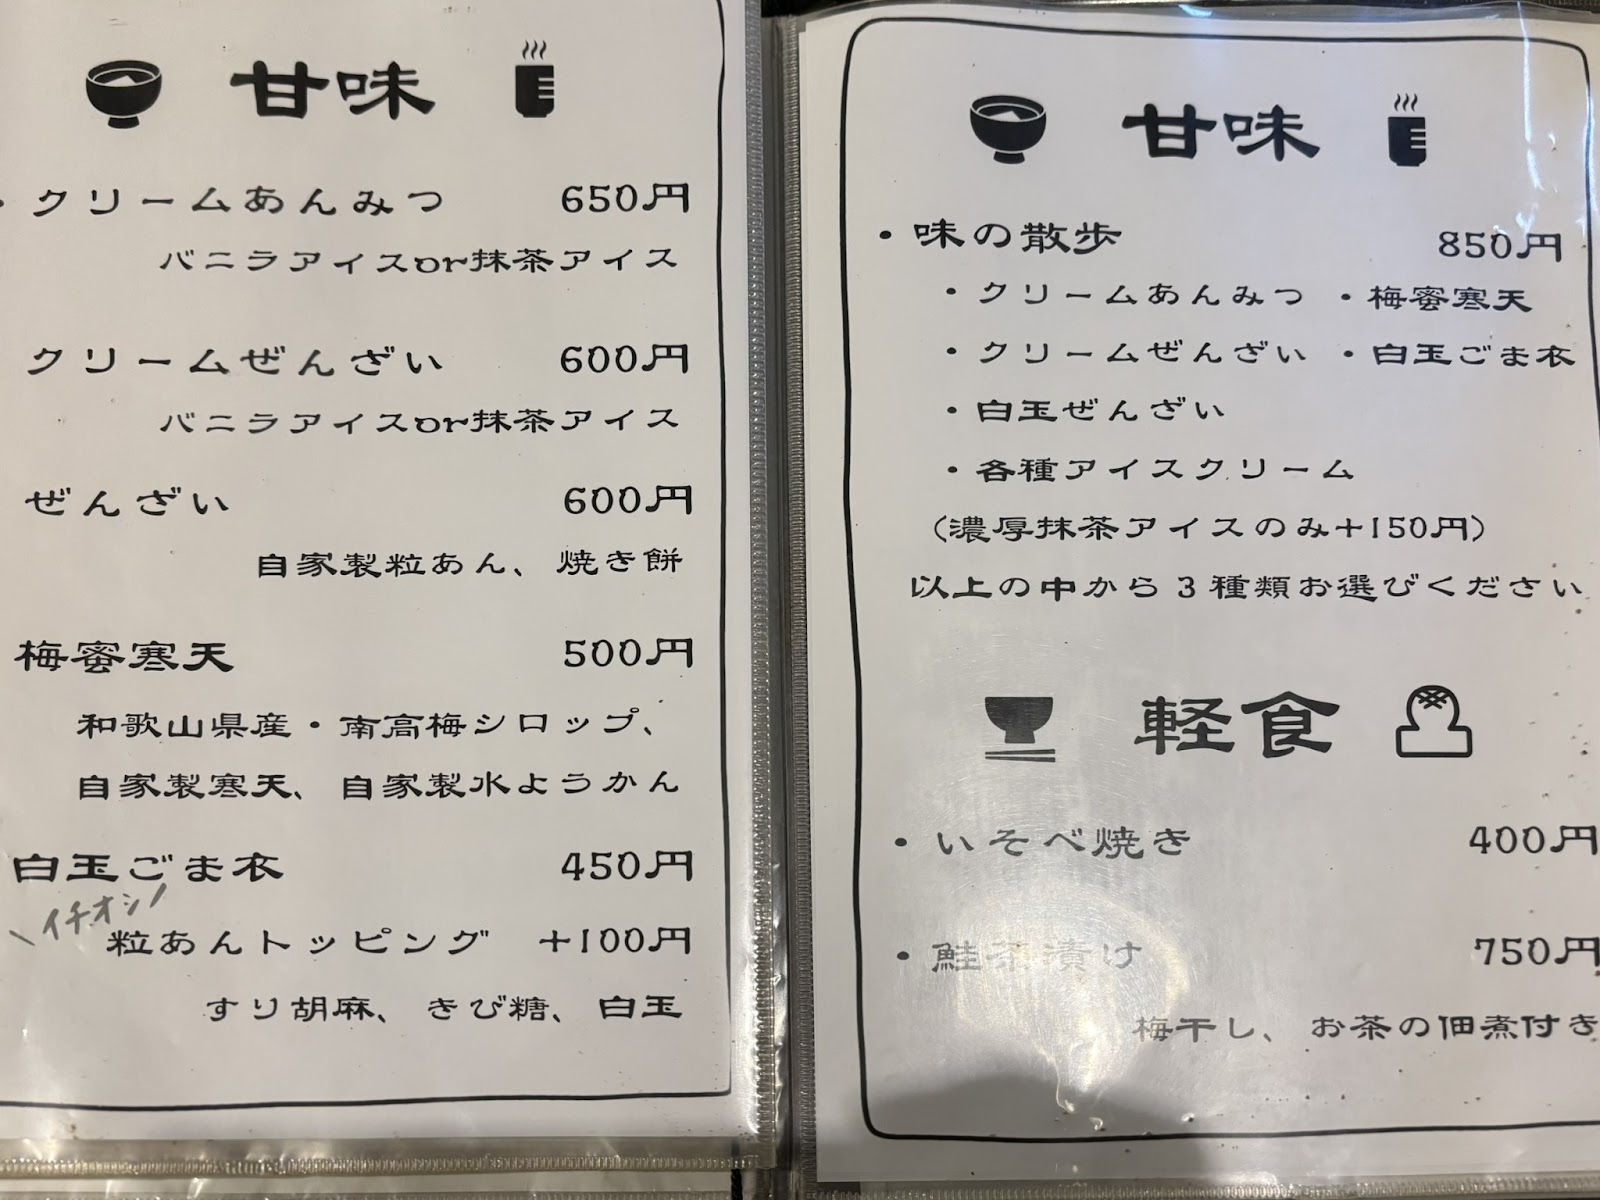 甘味
・クリームあんみつ 650円
バニラアイスor抹茶アイス
クリームぜんざい 600円
バニラアイスor抹茶アイス
ぜんざい 600円
自家製粒あん、焼き餅
梅蜜寒天 500円
和歌山県産・南高梅シロップ、
自家製寒天、自家製水ようかん
白玉ごま衣 450円
＼イチオシ／
粒あんトッピング +100円
すり胡麻、きび糖、白玉
甘味
・味の散歩 850円
・クリームあんみつ ・梅蜜寒天
・クリームぜんざい ・白玉ごま衣
・白玉ぜんざい
・各種アイスクリーム
(濃厚抹茶アイスのみ+150円)
以上の中から3種類お選びください
軽食
・いそべ焼き 400円
・鮭茶漬け 750円
梅干し、お茶の佃煮付き